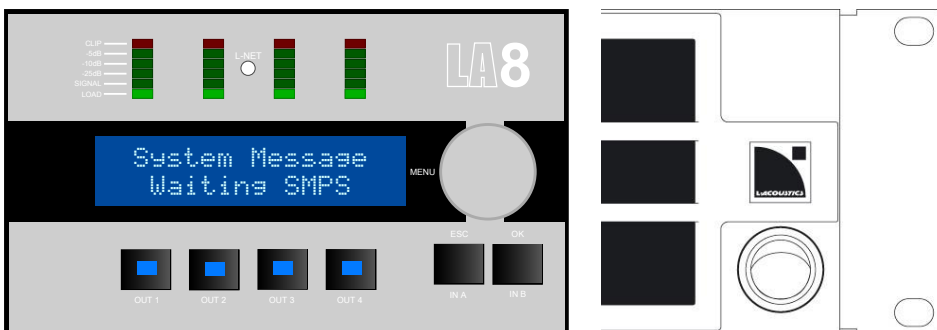 CLIP
-5dB
-10dB
-25dB
SIGNAL
LOAD
L-NET
LA8
System Message
Waiting SMPS
MENU
ESC OK
OUT 1 OUT 2 OUT 3 OUT 4
IN A IN B
L-ACOUSTICS